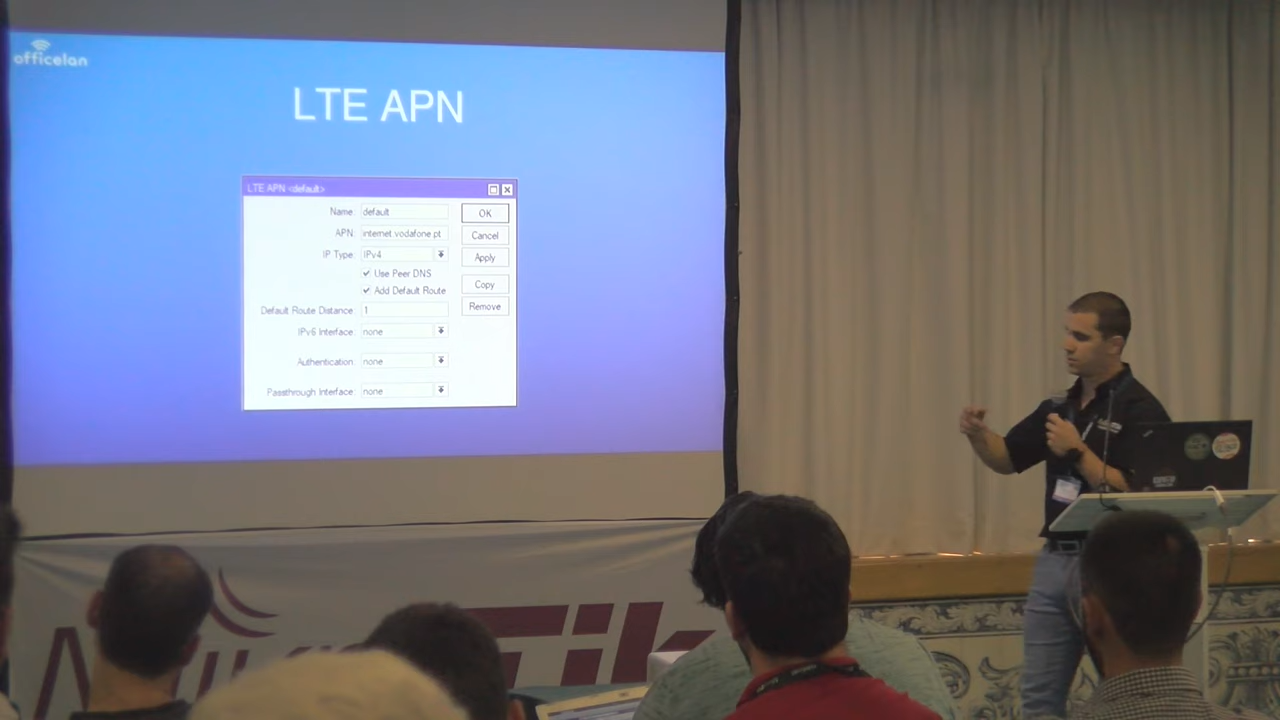 officelan
LTE APN
LTE APN <default>
Name: default
OK
APN: internet.vodafone.pt
Cancel
IP Type: IPv4
Apply
Use Peer DNS
Add Default Route
Copy
Default Route Distance: 1
Remove
IPv6 Interface: none
Authentication: none
Passthrough Interface: none